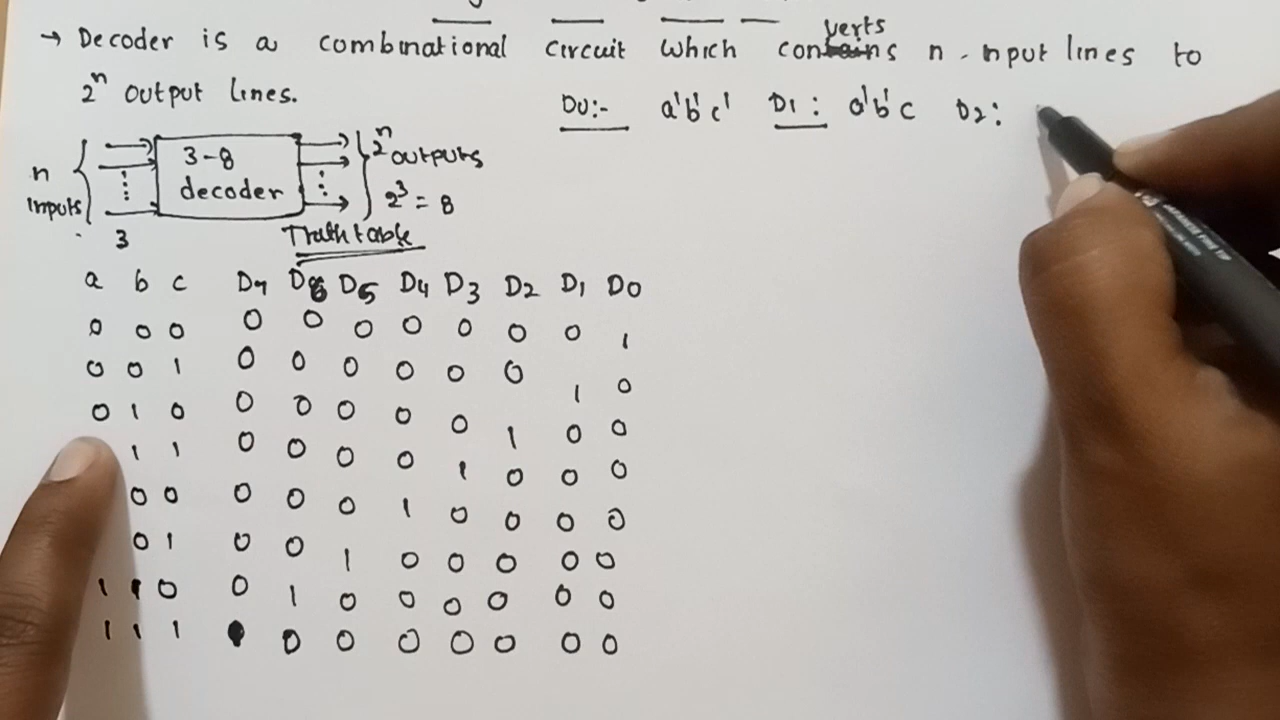 → Decoder is a combinational circuit which converts n-input lines to
2ⁿ output lines.
D0:- a'b'c' D1: a'b'c D2:
n inputs 3-8 decoder 2ⁿ outputs
2³ = 8
3
Truth table
a b c D7 D6 D5 D4 D3 D2 D1 D0
0 0 0 0 0 0 0 0 0 0 1
0 0 1 0 0 0 0 0 0 1 0
0 1 0 0 0 0 0 0 1 0 0
1 1 0 0 0 0 1 0 0 0
0 0 0 0 0 1 0 0 0 0
0 1 0 0 1 0 0 0 0 0
1 1 0 0 1 0 0 0 0 0 0
1 1 1 0 0 0 0 0 0 0